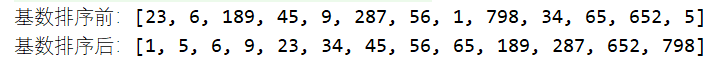 基数排序前: [23, 6, 189, 45, 9, 287, 56, 1, 798, 34, 65, 652, 5]
基数排序后: [1, 5, 6, 9, 23, 34, 45, 56, 65, 189, 287, 652, 798]